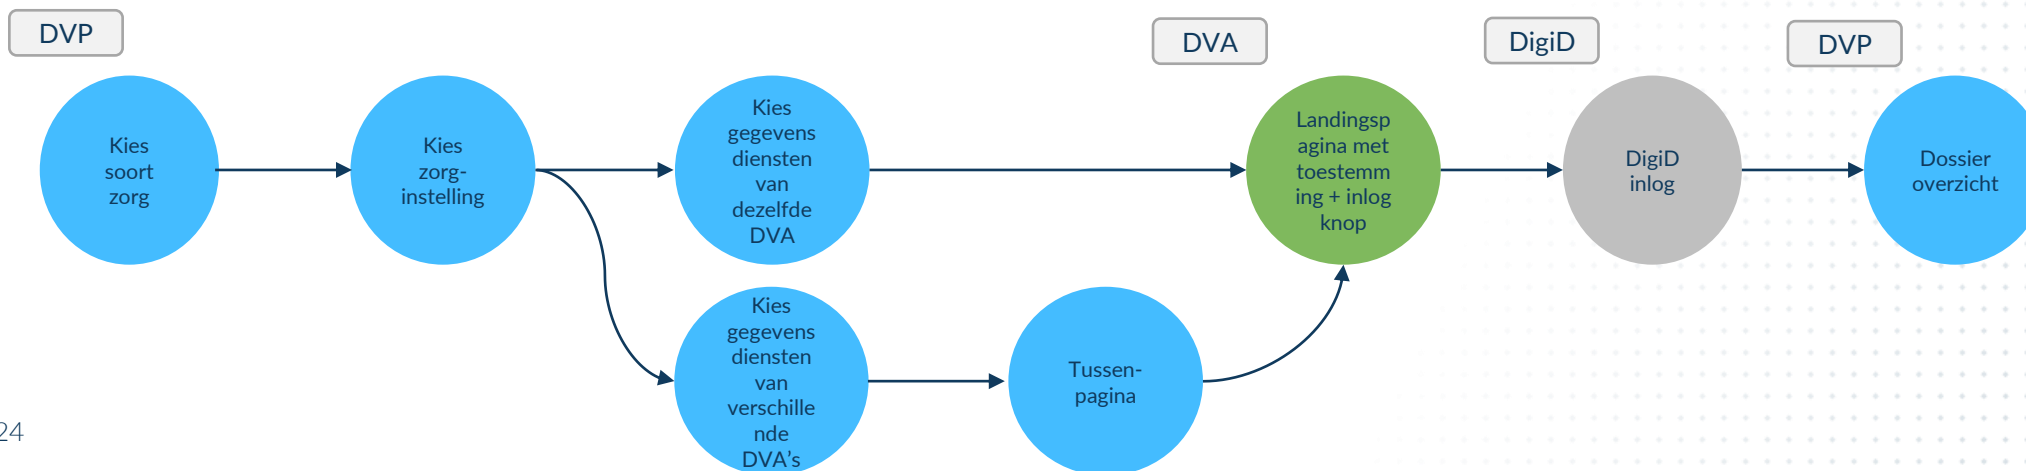 DVP
DVA
DigiD
DVP
Kies
soort
zorg
Kies
zorg-
instelling
Kies
gegevens
diensten
van
dezelfde
DVA
Landingsp
agina met
toestemm
ing + inlog
knop
DigiD
inlog
Dossier
overzicht
Kies
gegevens
diensten
van
verschille
nde
DVA's
Tussen-
pagina
24